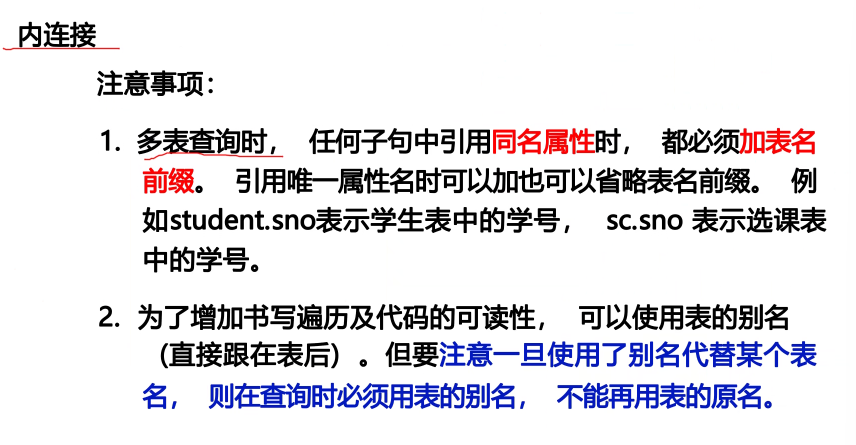 内连接
注意事项：
1. 多表查询时， 任何子句中引用同名属性时， 都必须加表名
前缀。 引用唯一属性名时可以加也可以省略表名前缀。 例
如student.sno表示学生表中的学号， sc.sno 表示选课表
中的学号。
2. 为了增加书写遍历及代码的可读性， 可以使用表的别名
（直接跟在表后）。但要注意一旦使用了别名代替某个表
名， 则在查询时必须用表的别名， 不能再用表的原名。